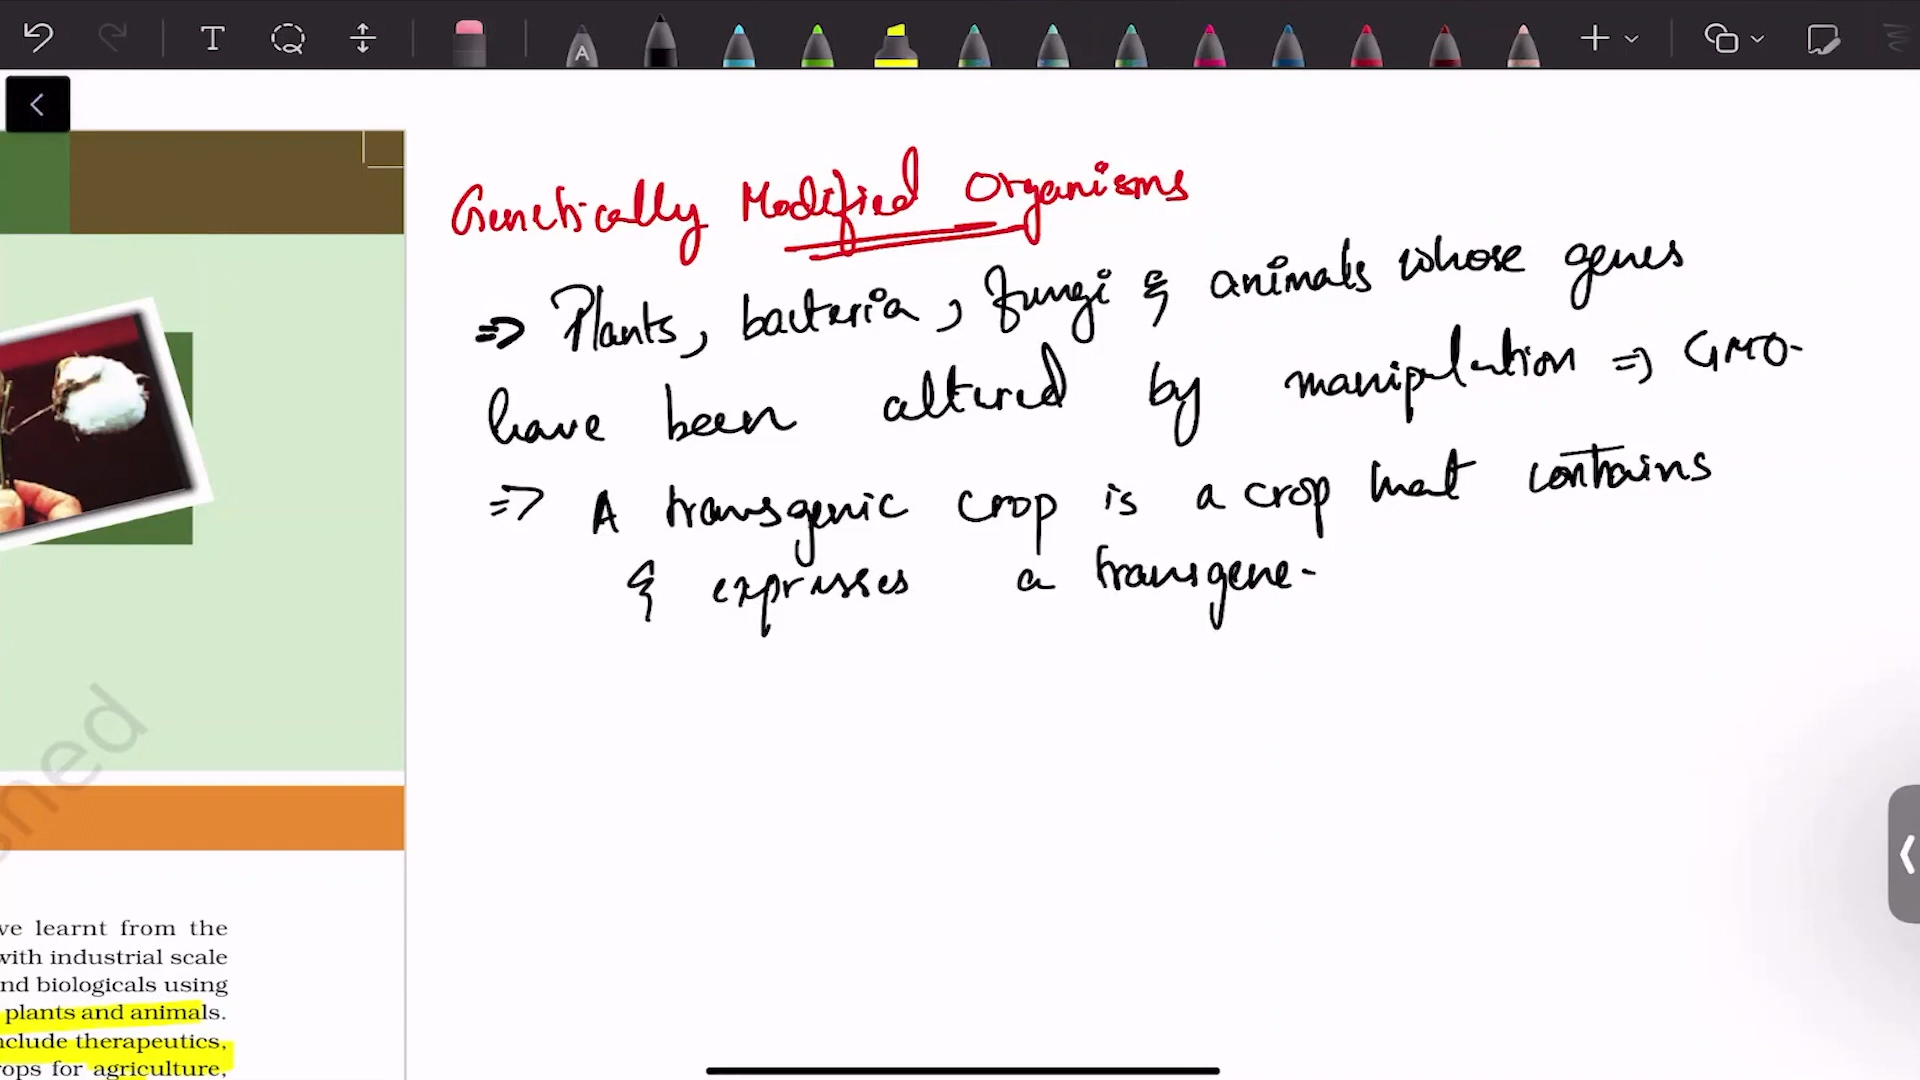 T
A
Genetically Modified Organisms
=> Plants, bacteria, fungi & animals whose genes
have been altered by manipulation => GMO.
=> A transgenic crop is a crop that contains
& expresses a transgene.
ned
ve learnt from the
with industrial scale
nd biologicals using
plants and animals.
nclude therapeutics,
rops for agriculture,